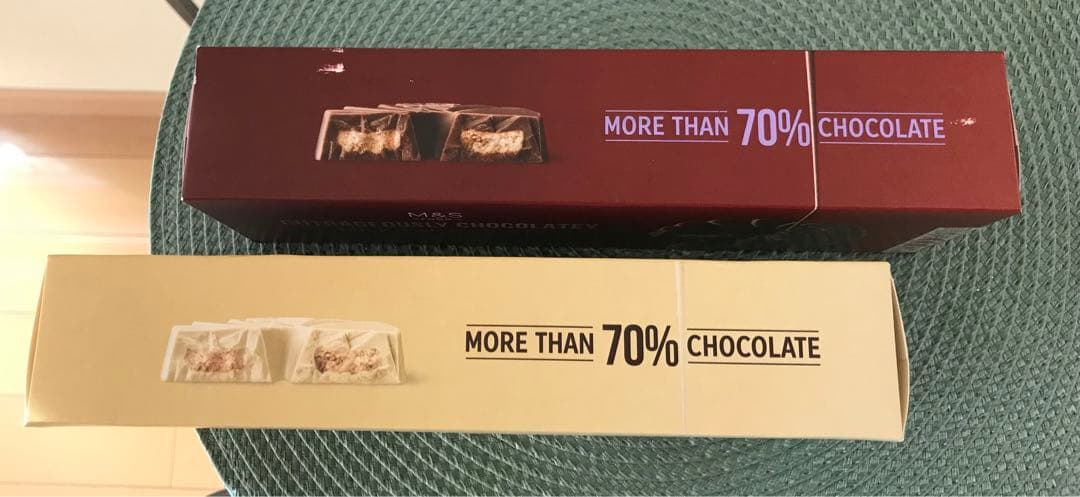 MORE THAN 70% CHOCOLATE
M&S
OUTRAGEOUSLY CHOCOLATEY
MORE THAN 70% CHOCOLATE